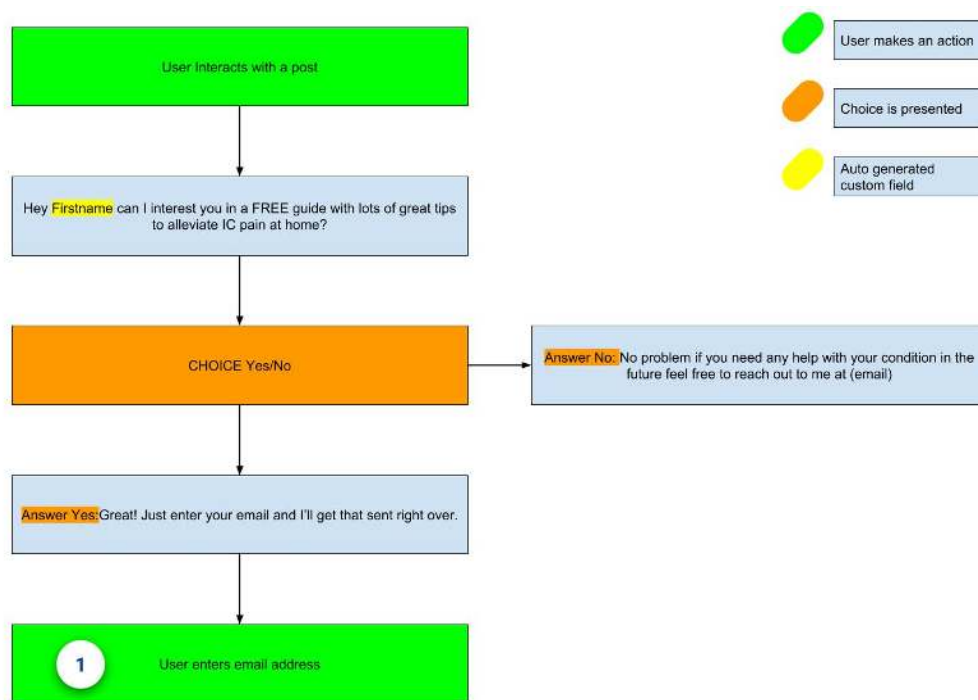 User Interacts with a post
User makes an action
Choice is presented
Auto generated
custom field
Hey Firstname can I interest you in a FREE guide with lots of great tips
to alleviate IC pain at home?
CHOICE Yes/No
Answer No: No problem if you need any help with your condition in the
future feel free to reach out to me at (email)
Answer Yes:Great! Just enter your email and I'll get that sent right over.
1
User enters email address